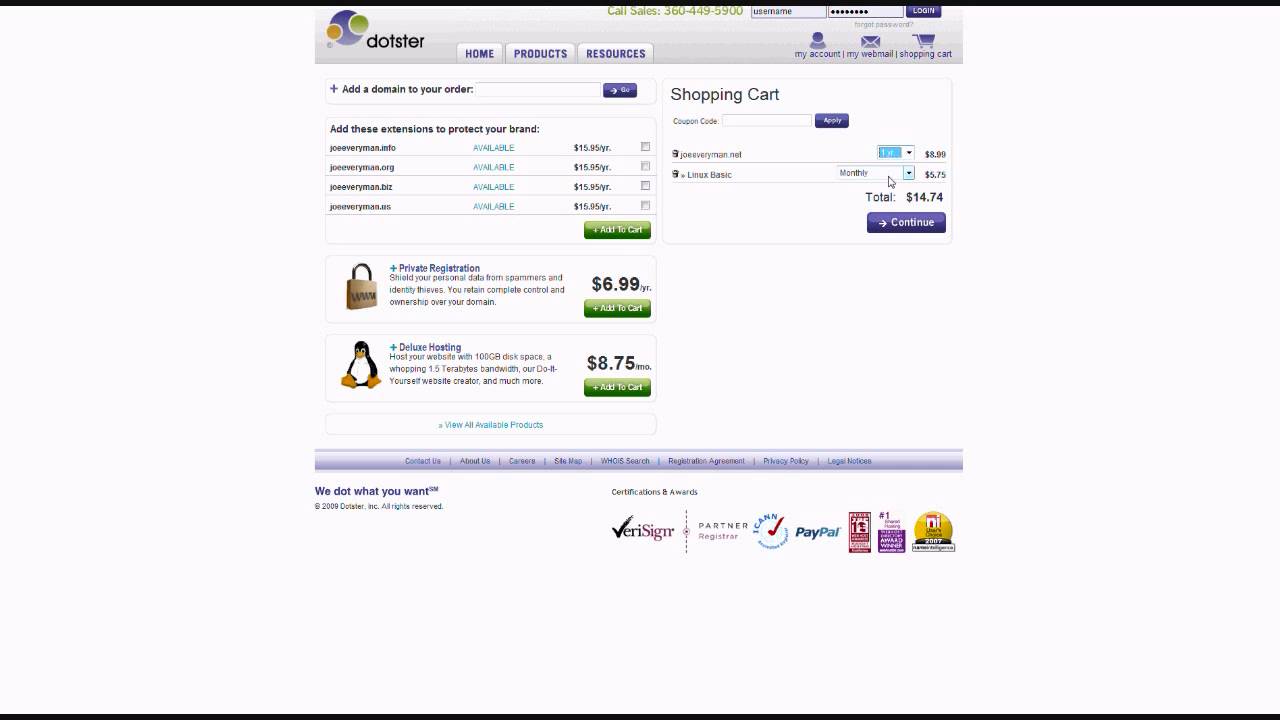 Call Sales: 360-449-5900
username
LOGIN
forgot password?
dotster
HOME
PRODUCTS
RESOURCES
my account | my webmail | shopping cart
+ Add a domain to your order:
Go
Add these extensions to protect your brand:
joeeveryman.info AVAILABLE $15.95/yr.
joeeveryman.org AVAILABLE $15.95/yr.
joeeveryman.biz AVAILABLE $15.95/yr.
joeeveryman.us AVAILABLE $15.95/yr.
+ Add To Cart
Shopping Cart
Coupon Code:
Apply
joeeveryman.net 1 yr. $8.99
» Linux Basic Monthly $5.75
Total: $14.74
Continue
WWW
+ Private Registration
Shield your personal data from spammers and
identity thieves. You retain complete control and
ownership over your domain.
$6.99/yr.
+ Add To Cart
+ Deluxe Hosting
Host your website with 100GB disk space, a
whopping 1.5 Terabytes bandwidth, our Do-It-
Yourself website creator, and much more.
$8.75/mo.
+ Add To Cart
» View All Available Products
Contact Us | About Us | Careers | Site Map | WHOIS Search | Registration Agreement | Privacy Policy | Legal Notices
We dot what you want℠
© 2009 Dotster, Inc. All rights reserved.
Certifications & Awards
VeriSign
PARTNER
Registrar
ICANN
PayPal
#1
AWARD
WINNER
2007